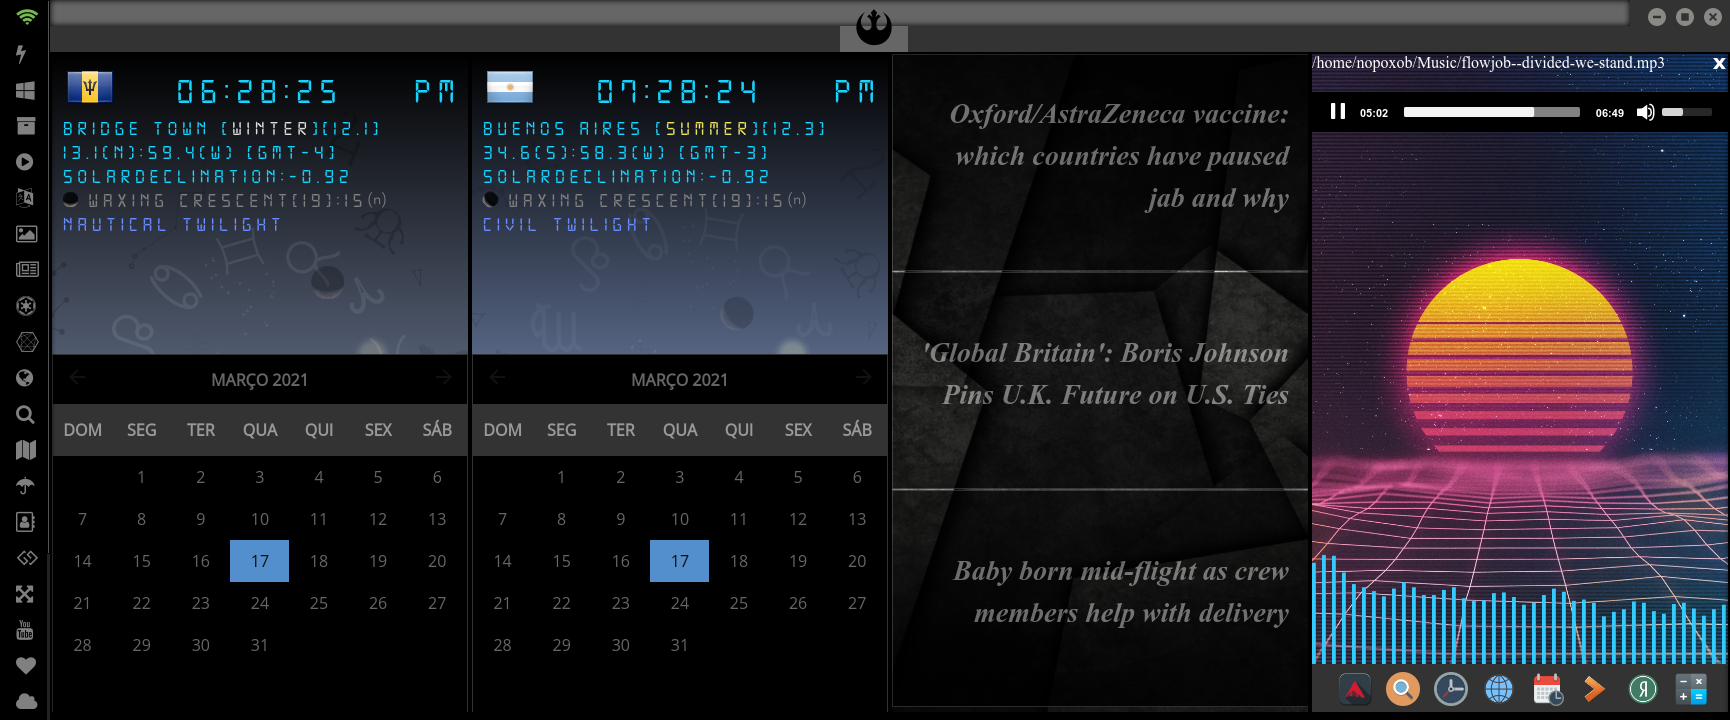 06:28:25 PM
BRIDGE TOWN (WINTER)(12.1)
13.1(N):59.4(W) (GMT-4)
SOLARDECLINATION:-0.92
WAXING CRESCENT(19):15(n)
NAUTICAL TWILIGHT
MARÇO 2021
DOM SEG TER QUA QUI SEX SÁB
1 2 3 4 5 6
7 8 9 10 11 12 13
14 15 16 17 18 19 20
21 22 23 24 25 26 27
28 29 30 31
07:28:24 PM
BUENOS AIRES (SUMMER)(12.3)
34.6(S):58.3(W) (GMT-3)
SOLARDECLINATION:-0.92
WAXING CRESCENT(19):15(n)
CIVIL TWILIGHT
MARÇO 2021
DOM SEG TER QUA QUI SEX SÁB
1 2 3 4 5 6
7 8 9 10 11 12 13
14 15 16 17 18 19 20
21 22 23 24 25 26 27
28 29 30 31
Oxford/AstraZeneca vaccine:
which countries have paused
jab and why
'Global Britain': Boris Johnson
Pins U.K. Future on U.S. Ties
Baby born mid-flight as crew
members help with delivery
/home/nopoxob/Music/flowjob--divided-we-stand.mp3 x
05:02 06:49
You
Tube
Я